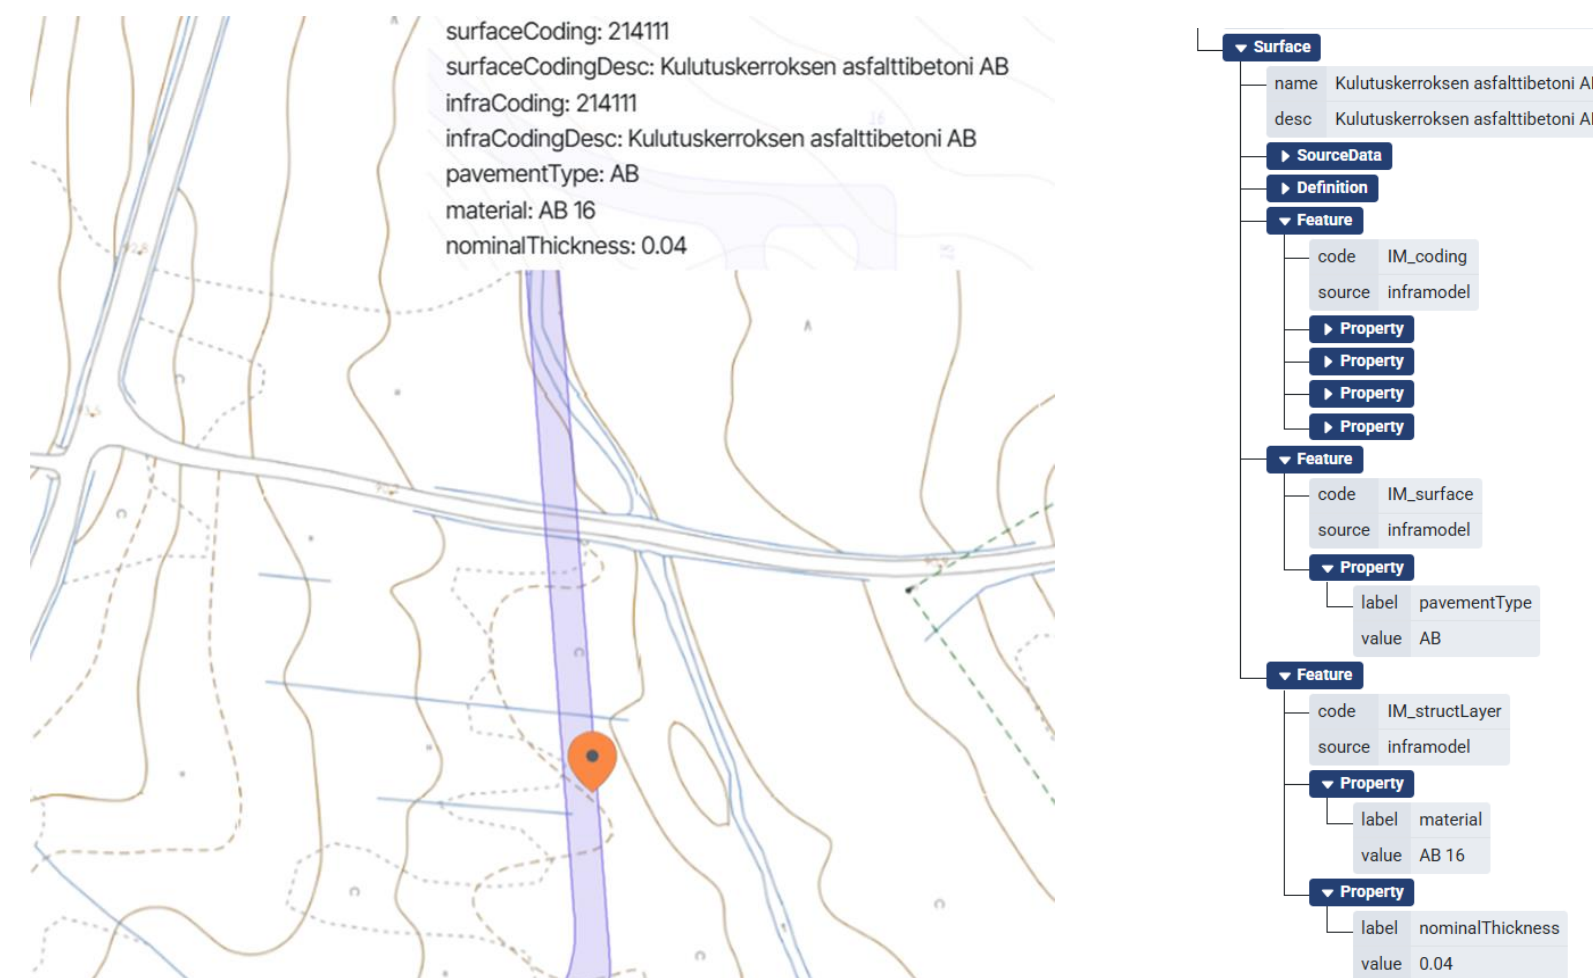 surfaceCoding: 214111
surfaceCodingDesc: Kulutuskerroksen asfalttibetoni AB
infraCoding: 214111
infraCodingDesc: Kulutuskerroksen asfalttibetoni AB
pavementType: AB
material: AB 16
nominalThickness: 0.04
Surface
name Kulutuskerroksen asfalttibetoni
desc Kulutuskerroksen asfalttibetoni
SourceData
Definition
Feature
code IM_coding
source inframodel
Property
Property
Property
Property
Feature
code IM_surface
source inframodel
Property
label pavementType
value AB
Feature
code IM_structLayer
source inframodel
Property
label material
value AB 16
Property
label nominalThickness
value 0.04